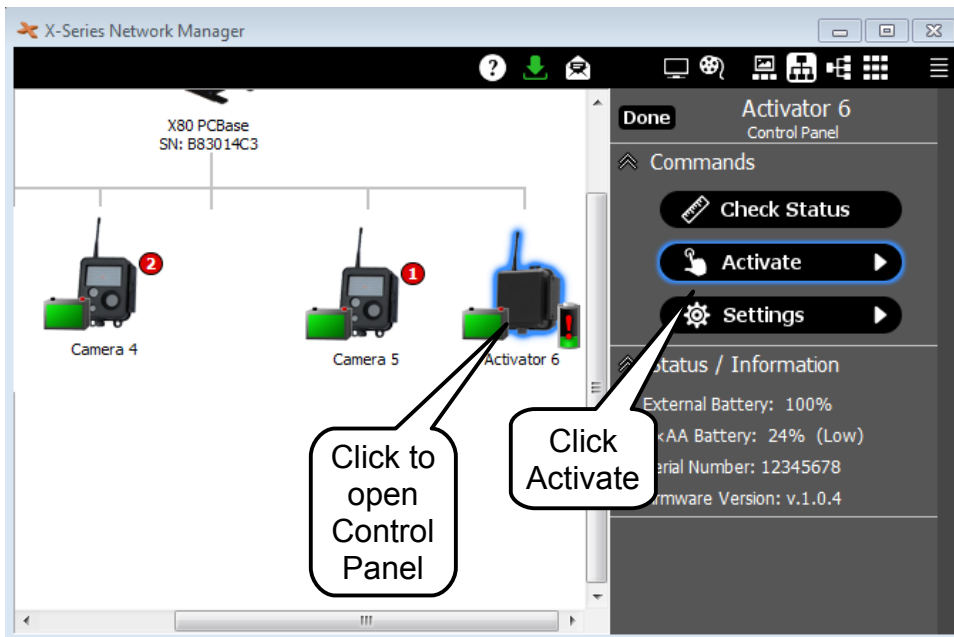 X-Series Network Manager
?
X80 PCBase
SN: B83014C3
2
Camera 4
1
Camera 5
!
Activator 6
Done
Activator 6
Control Panel
Commands
Check Status
Activate
Settings
Status / Information
External Battery: 100%
AA Battery: 24% (Low)
erial Number: 12345678
rmware Version: v.1.0.4
Click to
open
Control
Panel
Click
Activate